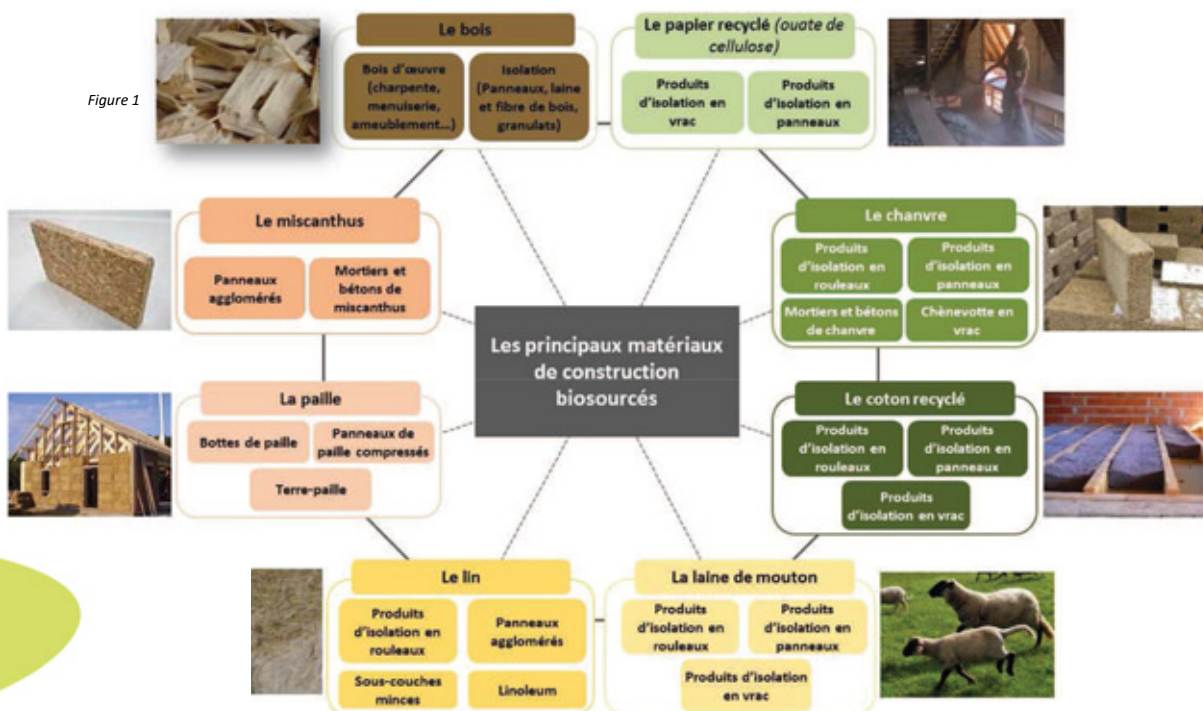 Figure 1
Le bois
Bois d'œuvre
(charpente,
menuiserie,
ameublement...)
Isolation
(Panneaux, laine
et fibre de bois,
granulats)
Le papier recyclé (ouate de
cellulose)
Produits
d'isolation en
vrac
Produits
d'isolation en
panneaux
Le miscanthus
Panneaux
agglomérés
Mortiers et
bétons de
miscanthus
Le chanvre
Produits
d'isolation en
rouleaux
Produits
d'isolation en
panneaux
Mortiers et bétons
de chanvre
Chènevotte en
vrac
Les principaux matériaux
de construction
biosourcés
La paille
Bottes de paille
Panneaux de
paille compressés
Terre-paille
Le coton recyclé
Produits
d'isolation en
rouleaux
Produits
d'isolation en
panneaux
Produits
d'isolation en vrac
Le lin
Produits
d'isolation en
rouleaux
Panneaux
agglomérés
Sous-couches
minces
Linoleum
La laine de mouton
Produits
d'isolation en
rouleaux
Produits
d'isolation en
panneaux
Produits d'isolation
en vrac